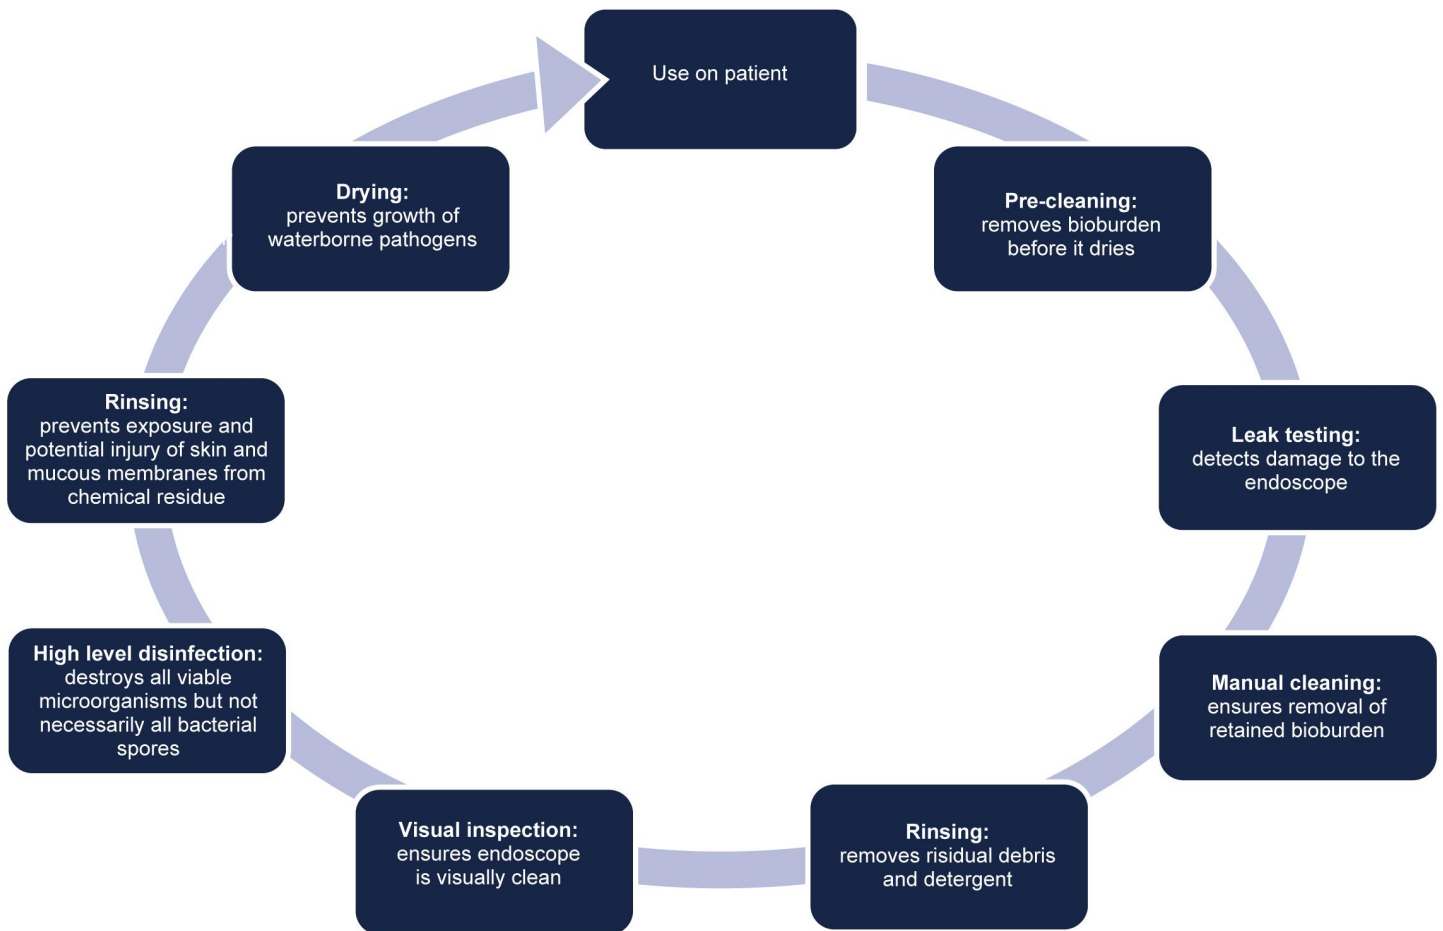 Use on patient
Pre-cleaning:
removes bioburden
before it dries
Leak testing:
detects damage to the
endoscope
Manual cleaning:
ensures removal of
retained bioburden
Rinsing:
removes risidual debris
and detergent
Visual inspection:
ensures endoscope
is visually clean
High level disinfection:
destroys all viable
microorganisms but not
necessarily all bacterial
spores
Rinsing:
prevents exposure and
potential injury of skin and
mucous membranes from
chemical residue
Drying:
prevents growth of
waterborne pathogens